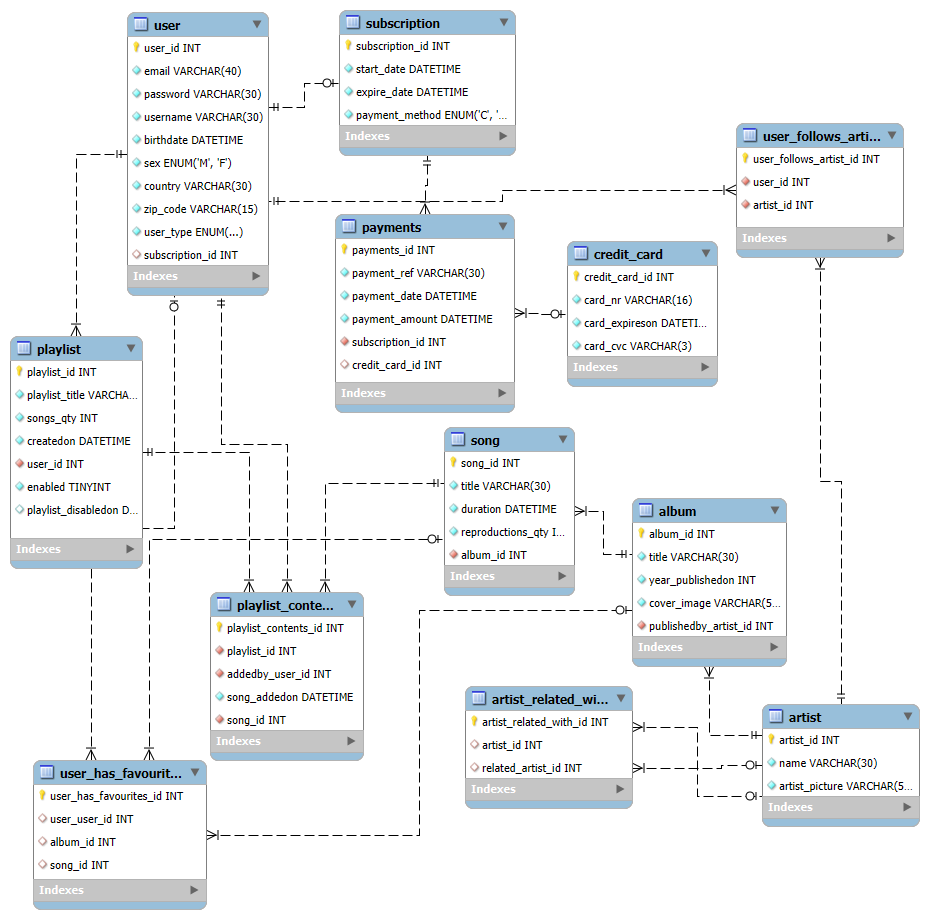 user
user_id INT
email VARCHAR(40)
password VARCHAR(30)
username VARCHAR(30)
birthdate DATETIME
sex ENUM('M', 'F')
country VARCHAR(30)
zip_code VARCHAR(15)
user_type ENUM(...)
subscription_id INT
Indexes
subscription
subscription_id INT
start_date DATETIME
expire_date DATETIME
payment_method ENUM('C', '...
Indexes
user_follows_arti...
user_follows_artist_id INT
user_id INT
artist_id INT
Indexes
payments
payments_id INT
payment_ref VARCHAR(30)
payment_date DATETIME
payment_amount DATETIME
subscription_id INT
credit_card_id INT
Indexes
credit_card
credit_card_id INT
card_nr VARCHAR(16)
card_expireson DATETI...
card_cvc VARCHAR(3)
Indexes
playlist
playlist_id INT
playlist_title VARCHA...
songs_qty INT
createdon DATETIME
user_id INT
enabled TINYINT
playlist_disabledon D...
Indexes
song
song_id INT
title VARCHAR(30)
duration DATETIME
reproductions_qty I...
album_id INT
Indexes
album
album_id INT
title VARCHAR(30)
year_publishedon INT
cover_image VARCHAR(5...
publishedby_artist_id INT
Indexes
playlist_conte...
playlist_contents_id INT
playlist_id INT
addedby_user_id INT
song_addedon DATETIME
song_id INT
Indexes
artist_related_wi...
artist_related_with_id INT
artist_id INT
related_artist_id INT
Indexes
artist
artist_id INT
name VARCHAR(30)
artist_picture VARCHAR(5...
Indexes
user_has_favourit...
user_has_favourites_id INT
user_user_id INT
album_id INT
song_id INT
Indexes